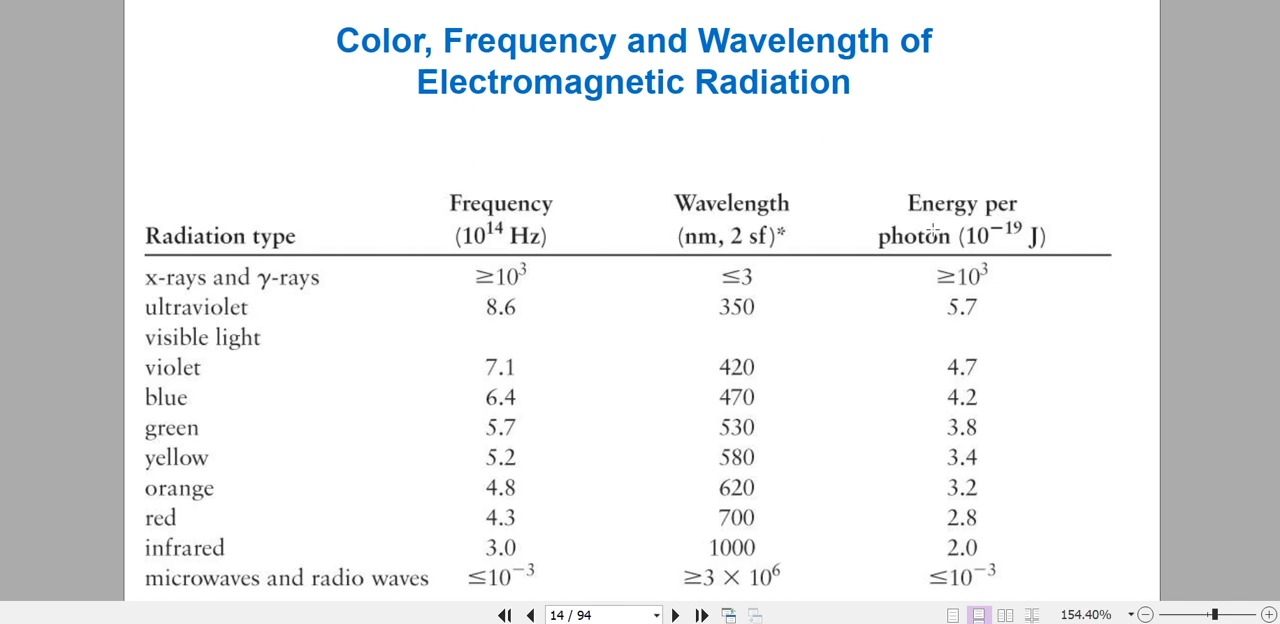 Color, Frequency and Wavelength of
Electromagnetic Radiation
Frequency Wavelength Energy per
Radiation type (10¹⁴ Hz) (nm, 2 sf)* photon (10⁻¹⁹ J)
x-rays and γ-rays ≥10³ ≤3 ≥10³
ultraviolet 8.6 350 5.7
visible light
violet 7.1 420 4.7
blue 6.4 470 4.2
green 5.7 530 3.8
yellow 5.2 580 3.4
orange 4.8 620 3.2
red 4.3 700 2.8
infrared 3.0 1000 2.0
microwaves and radio waves ≤10⁻³ ≥3 × 10⁶ ≤10⁻³
14 / 94 154.40%